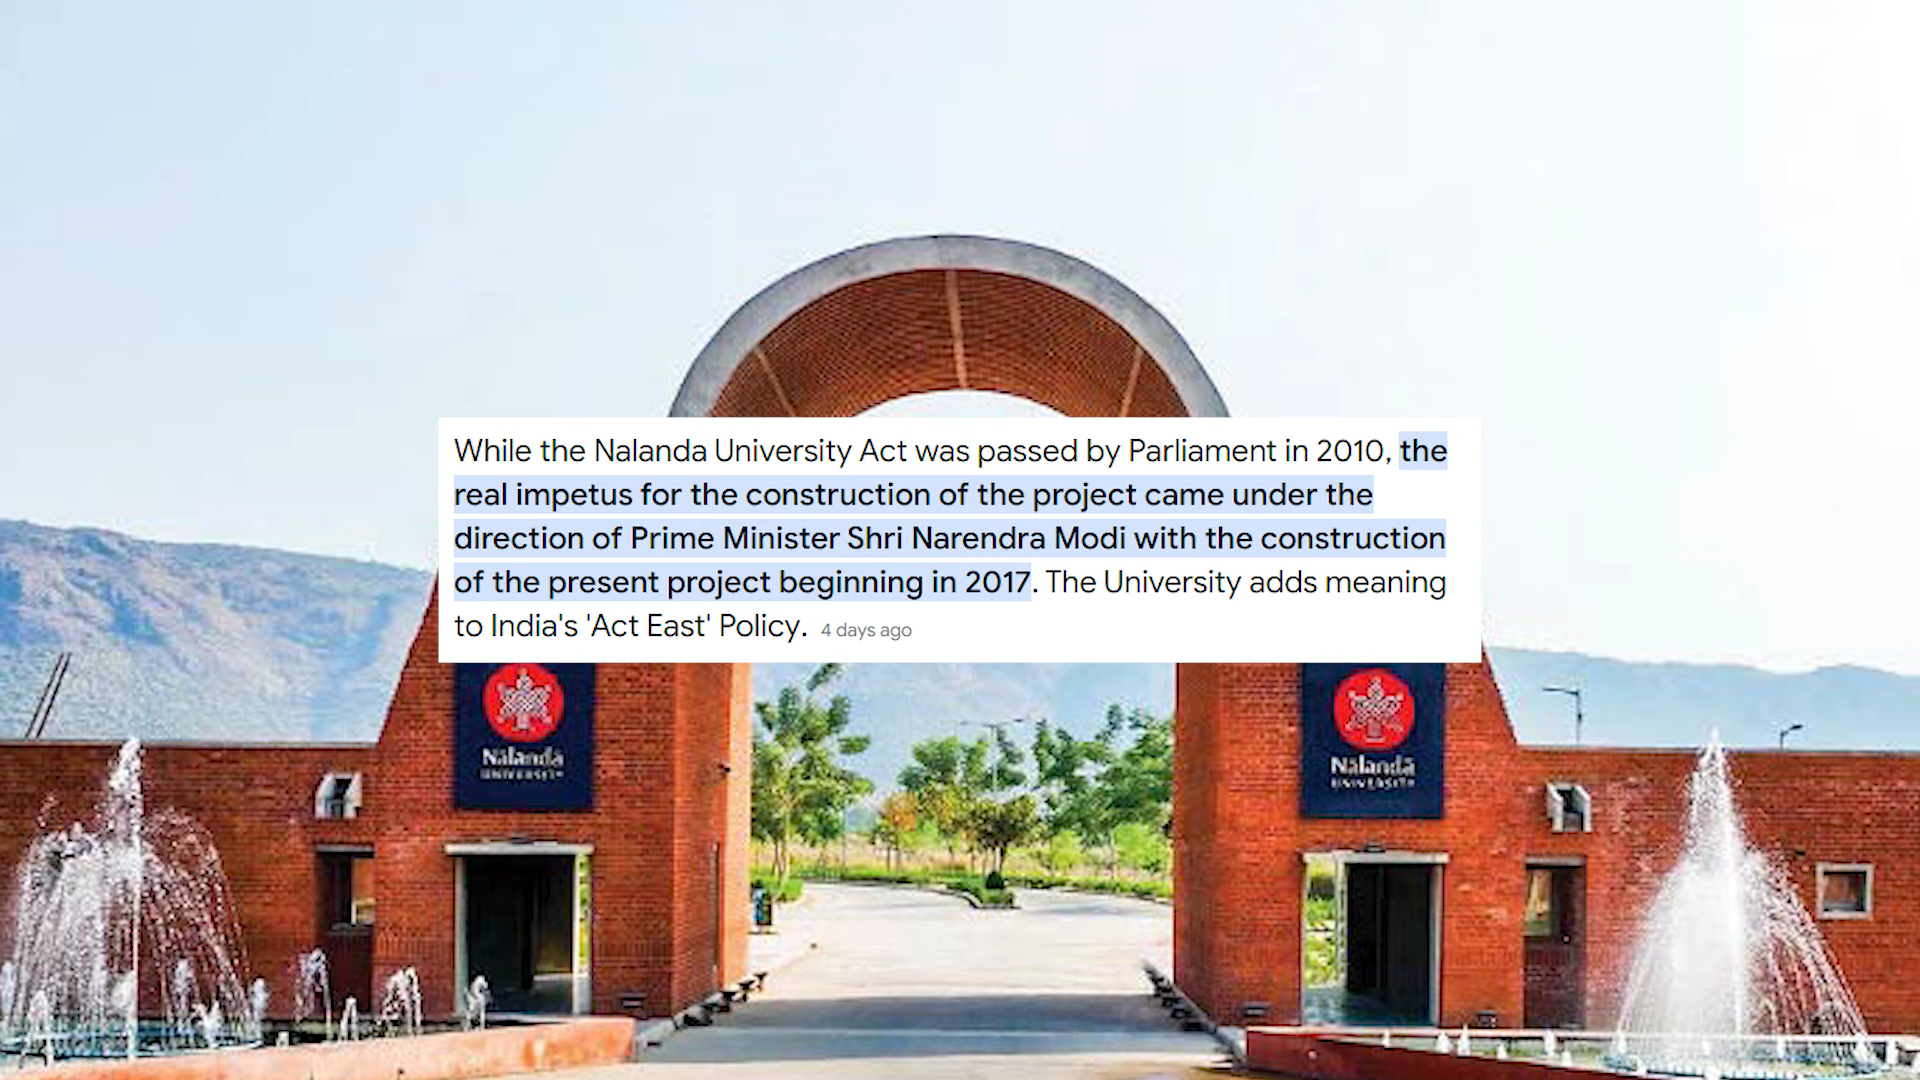 While the Nalanda University Act was passed by Parliament in 2010, the
real impetus for the construction of the project came under the
direction of Prime Minister Shri Narendra Modi with the construction
of the present project beginning in 2017. The University adds meaning
to India's 'Act East' Policy. 4 days ago
Nālandā
UNIVERSITY
Nālandā
UNIVERSITY